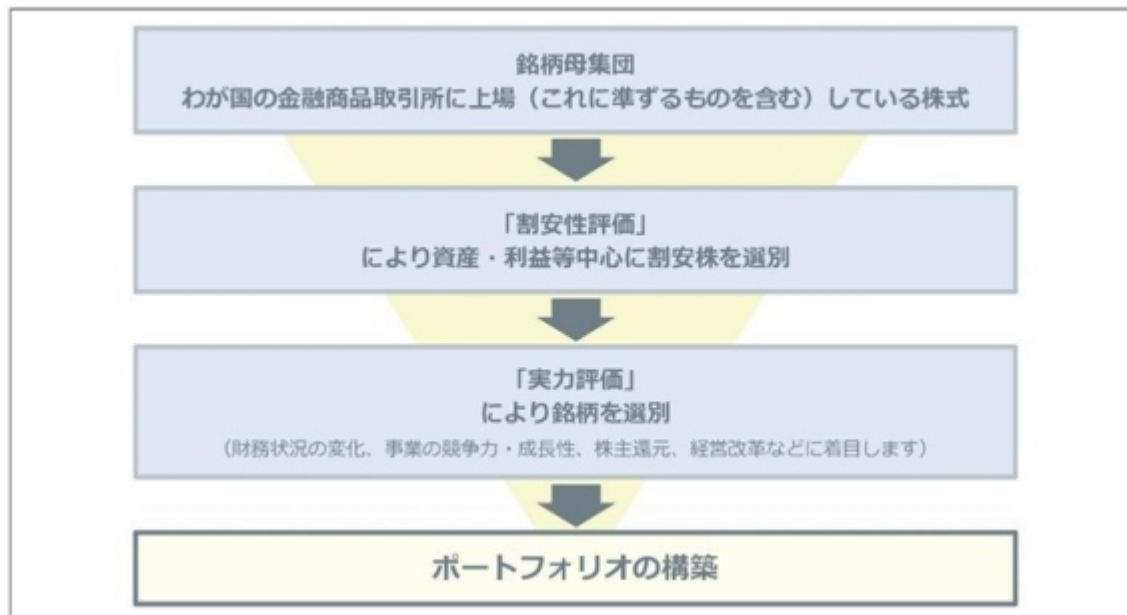 銘柄母集団
わが国の金融商品取引所に上場（これに準ずるものを含む）している株式
「割安性評価」
により資産・利益等中心に割安株を選別
「実力評価」
により銘柄を選別
（財務状況の変化、事業の競争力・成長性、株主還元、経営改革などに着目します）
ポートフォリオの構築